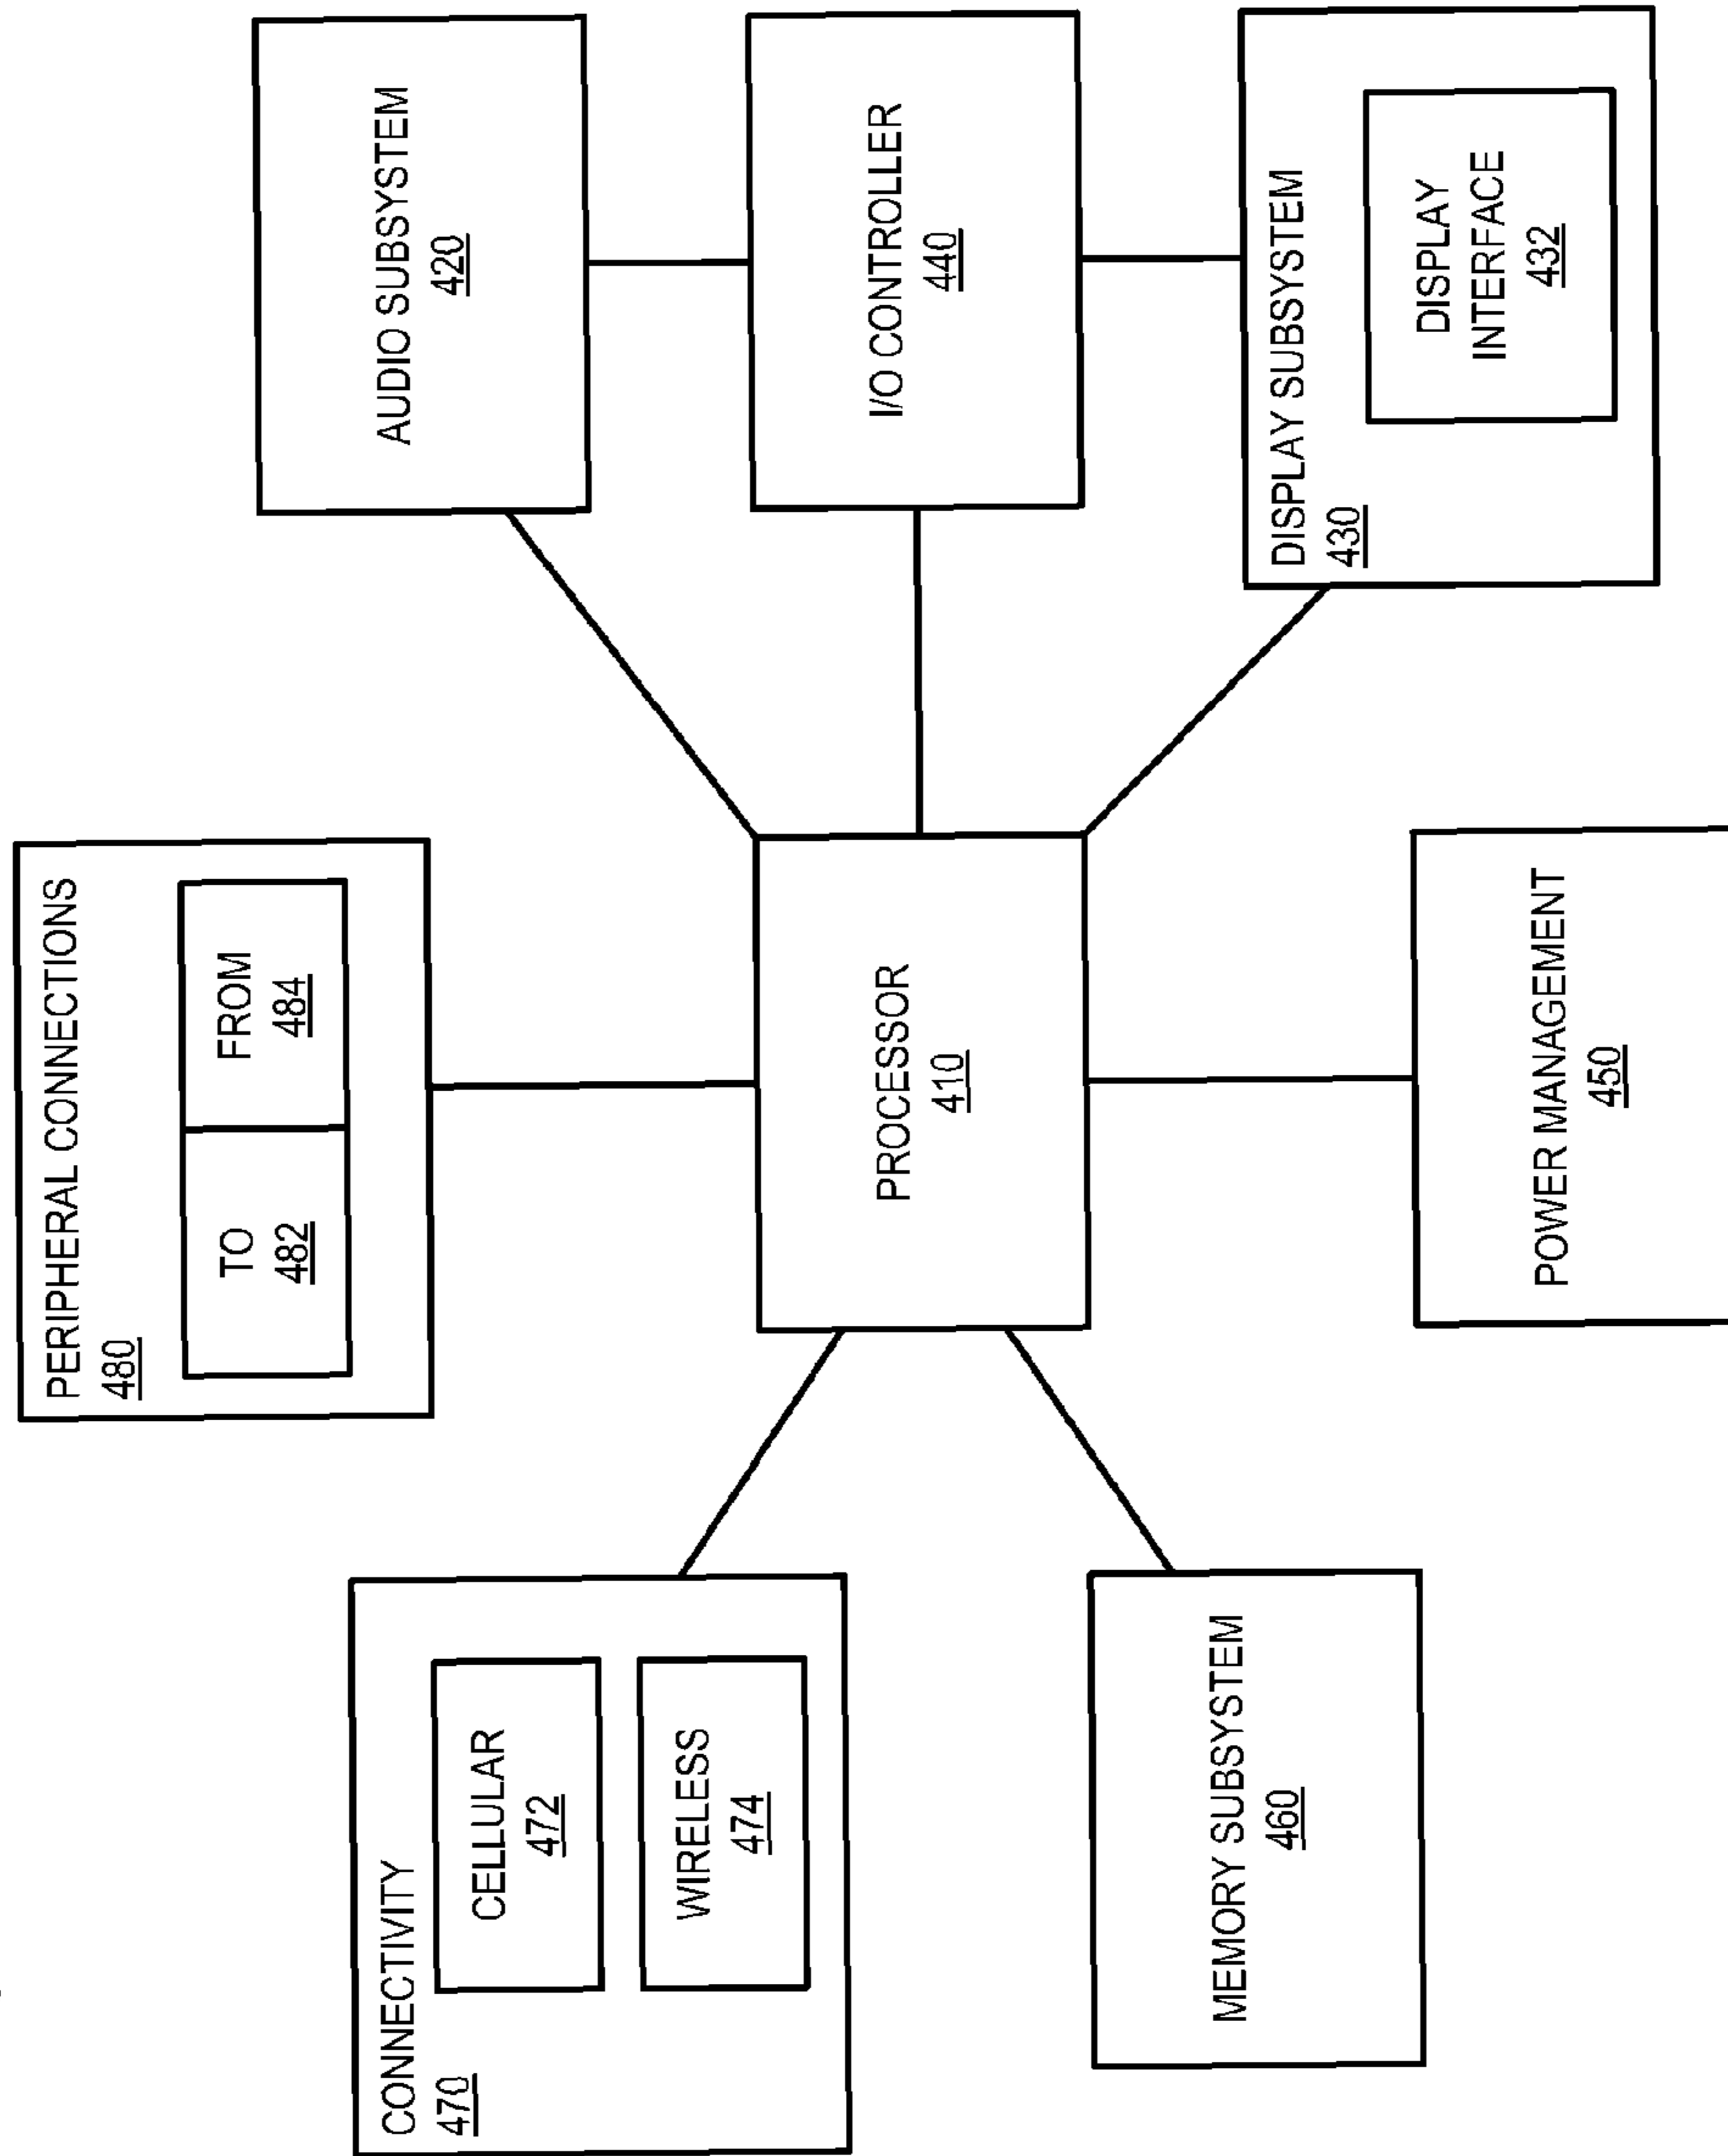 PERIPHERAL CONNECTIONS
480
TO
482
FROM
484
CONNECTIVITY
470
CELLULAR
472
WIRELESS
474
AUDIO SUBSYSTEM
420
PROCESSOR
410
I/O CONTROLLER
440
MEMORY SUBSYSTEM
460
POWER MANAGEMENT
450
DISPLAY SUBSYSTEM
430
DISPLAY
INTERFACE
432